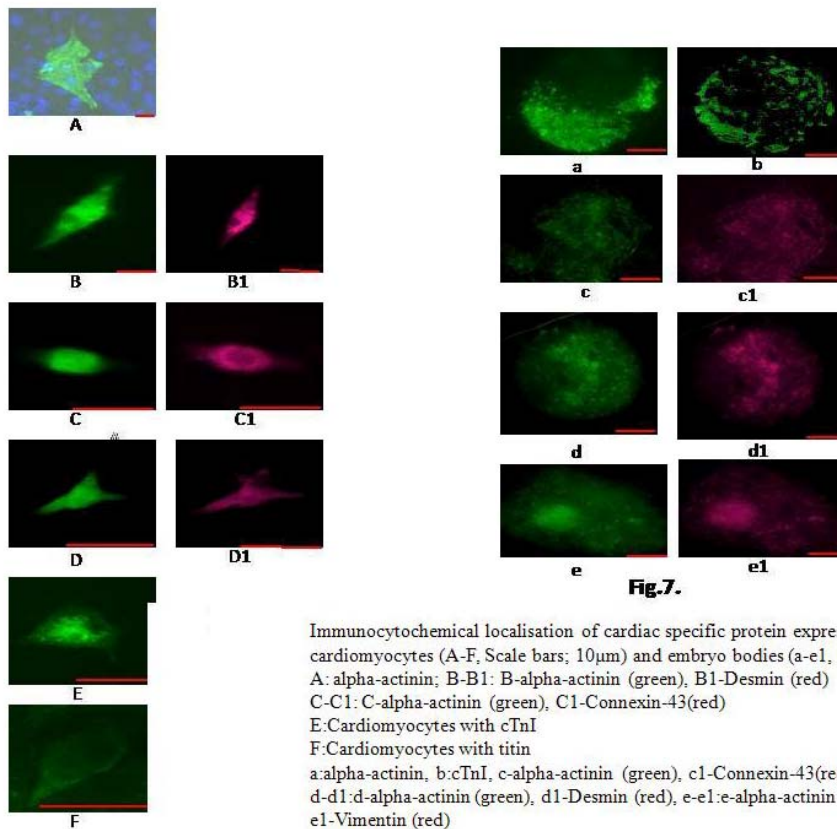 A
a b
B B1
c c1
C C1
d d1
D D1
e e1
Fig.7.
E
F
Immunocytochemical localisation of cardiac specific protein expre
cardiomyocytes (A-F, Scale bars; 10µm) and embryo bodies (a-e1,
A: alpha-actinin; B-B1: B-alpha-actinin (green), B1-Desmin (red)
C-C1: C-alpha-actinin (green), C1-Connexin-43(red)
E:Cardiomyocytes with cTnI
F:Cardiomyocytes with titin
a:alpha-actinin, b:cTnI, c-alpha-actinin (green), c1-Connexin-43(re
d-d1:d-alpha-actinin (green), d1-Desmin (red), e-e1:e-alpha-actinin
e1-Vimentin (red)